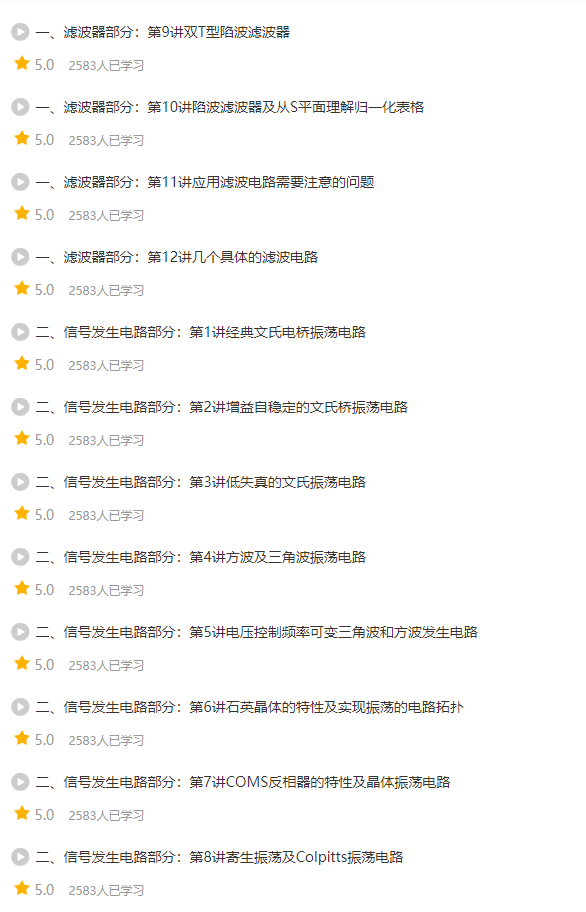 一、滤波器部分：第9讲双T型陷波滤波器
5.0 2583人已学习
一、滤波器部分：第10讲陷波滤波器及从S平面理解归一化表格
5.0 2583人已学习
一、滤波器部分：第11讲应用滤波电路需要注意的问题
5.0 2583人已学习
一、滤波器部分：第12讲几个具体的滤波电路
5.0 2583人已学习
二、信号发生电路部分：第1讲经典文氏电桥振荡电路
5.0 2583人已学习
二、信号发生电路部分：第2讲增益自稳定的文氏桥振荡电路
5.0 2583人已学习
二、信号发生电路部分：第3讲低失真的文氏振荡电路
5.0 2583人已学习
二、信号发生电路部分：第4讲方波及三角波振荡电路
5.0 2583人已学习
二、信号发生电路部分：第5讲电压控制频率可变三角波和方波发生电路
5.0 2583人已学习
二、信号发生电路部分：第6讲石英晶体的特性及实现振荡的电路拓扑
5.0 2583人已学习
二、信号发生电路部分：第7讲COMS反相器的特性及晶体振荡电路
5.0 2583人已学习
二、信号发生电路部分：第8讲寄生振荡及Colpitts振荡电路
5.0 2583人已学习